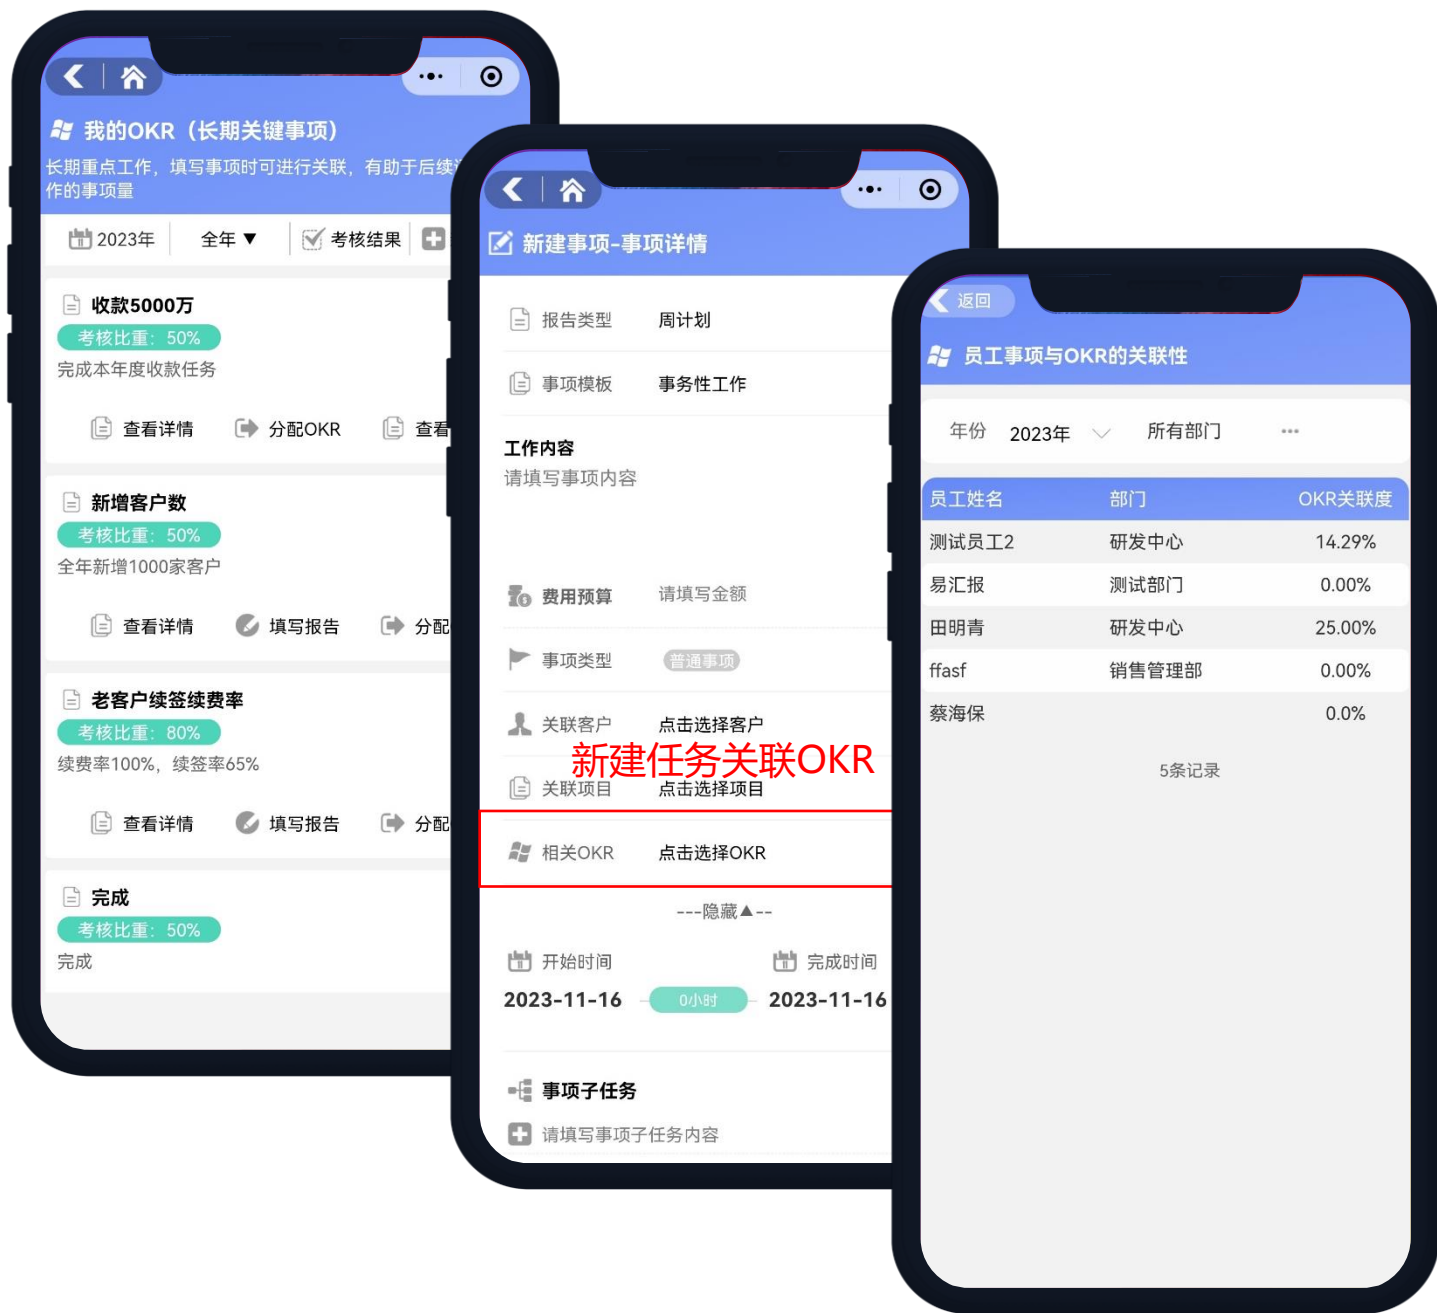 我的OKR（长期关键事项）
长期重点工作，填写事项时可进行关联，有助于后续
作的事项量
2023年 全年▼ 考核结果
收款5000万
考核比重：50%
完成本年度收款任务
查看详情 分配OKR 查看
新增客户数
考核比重：50%
全年新增1000家客户
查看详情 填写报告 分配
老客户续签续费率
考核比重：80%
续费率100%，续签率65%
查看详情 填写报告 分配
完成
考核比重：50%
完成
新建事项-事项详情
报告类型 周计划
事项模板 事务性工作
工作内容
请填写事项内容
费用预算 请填写金额
事项类型 普通事项
关联客户 点击选择客户
新建任务关联OKR
关联项目 点击选择项目
相关OKR 点击选择OKR
---隐藏▲--
开始时间 完成时间
2023-11-16 0小时 2023-11-16
事项子任务
请填写事项子任务内容
返回
员工事项与OKR的关联性
年份 2023年 所有部门 •••
员工姓名 部门 OKR关联度
测试员工2 研发中心 14.29%
易汇报 测试部门 0.00%
田明青 研发中心 25.00%
ffasf 销售管理部 0.00%
蔡海保 0.0%
5条记录